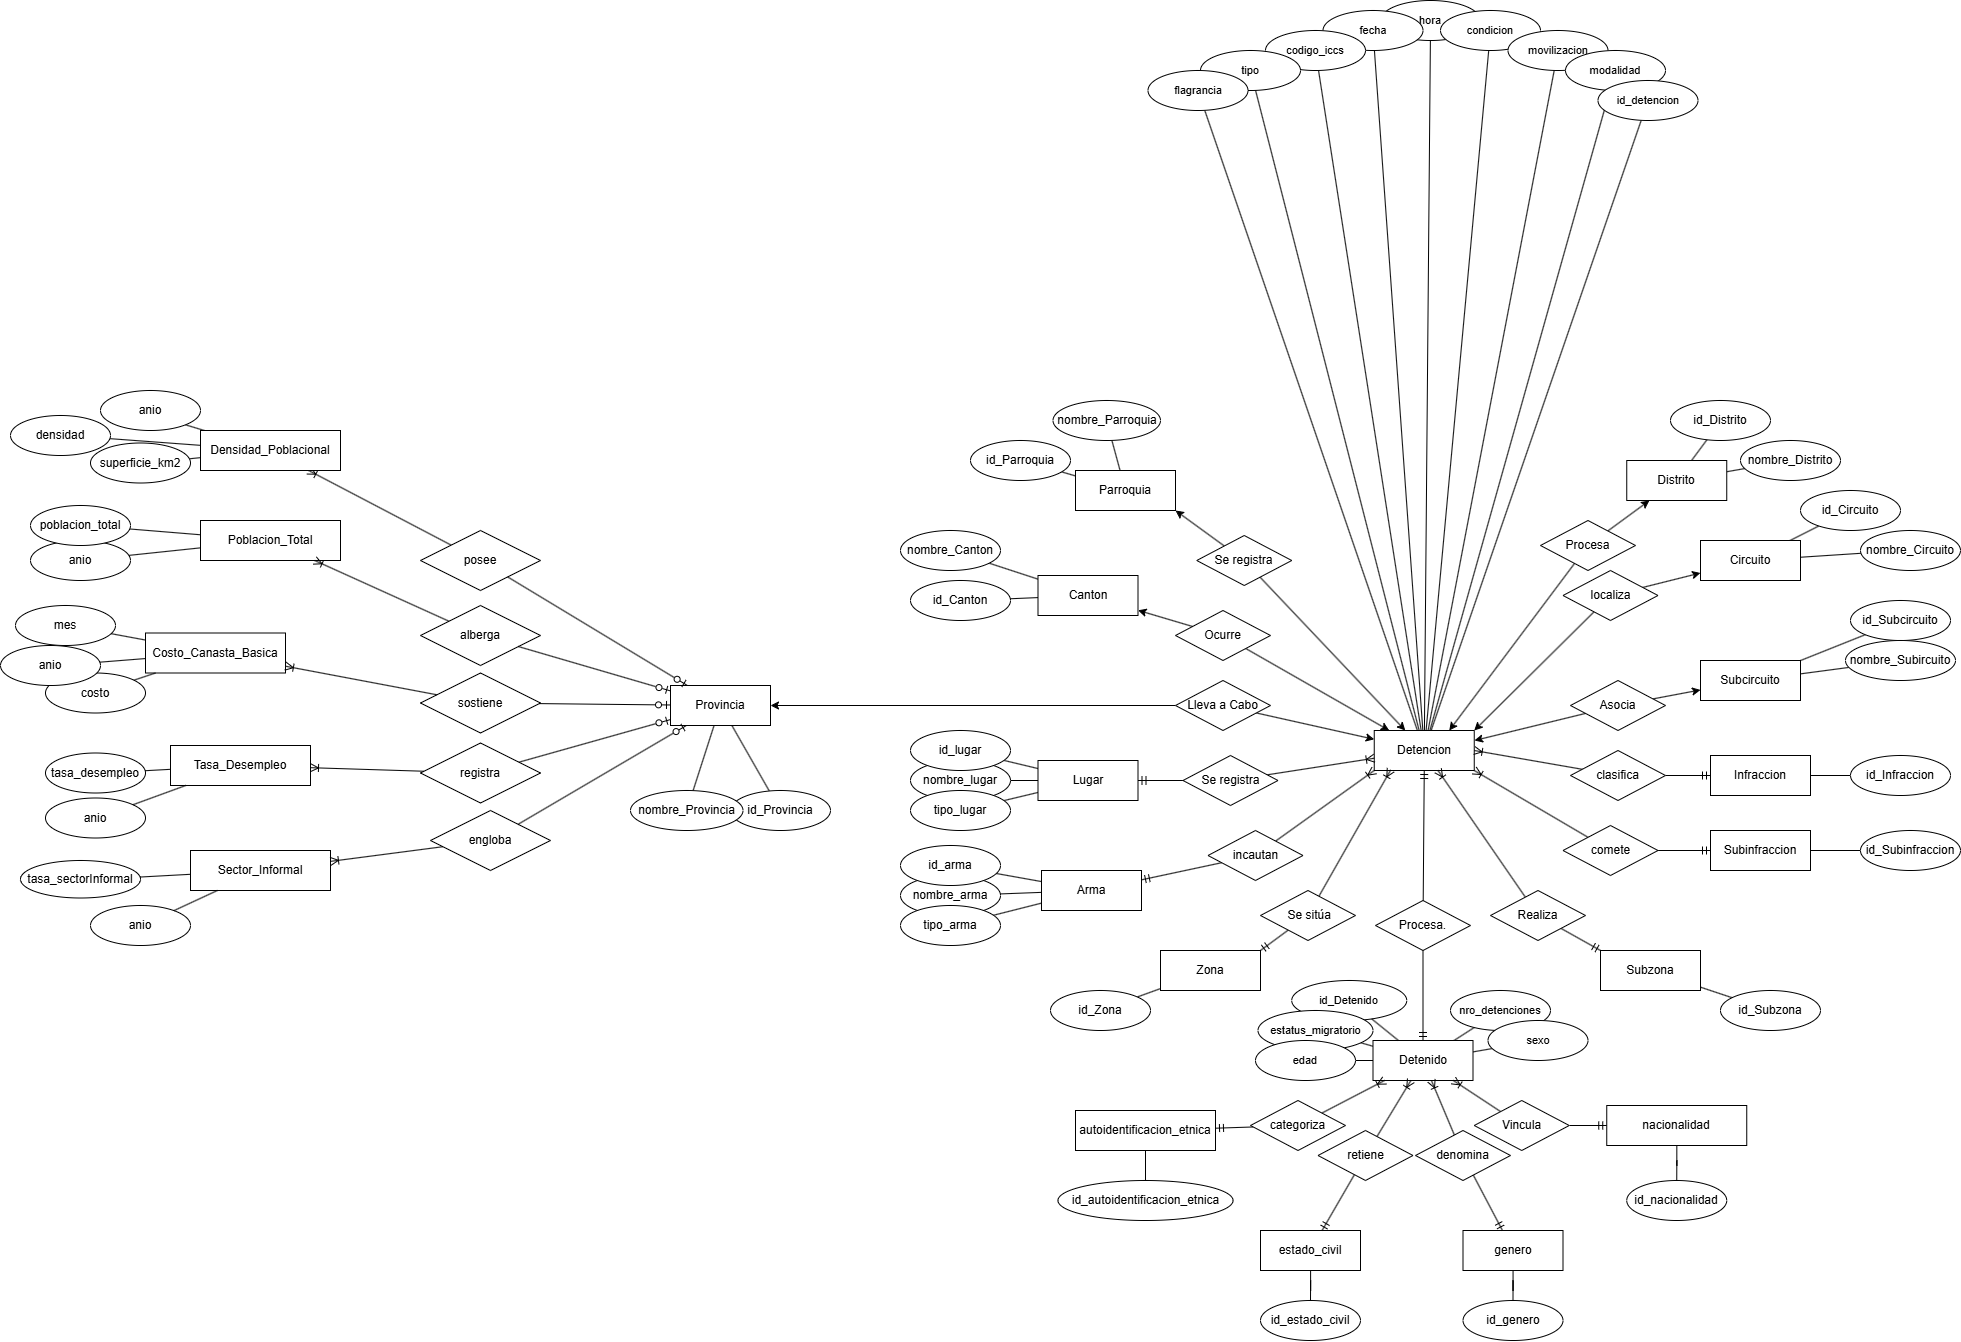 hora
fecha
condicion
codigo_iccs
movilizacion
tipo
modalidad
flagrancia
id_detencion
anio
densidad
Densidad_Poblacional
superficie_km2
poblacion_total
Poblacion_Total
anio
posee
mes
alberga
Costo_Canasta_Basica
anio
costo
sostiene
Provincia
tasa_desempleo
Tasa_Desempleo
registra
anio
nombre_Provincia
id_Provincia
engloba
Sector_Informal
tasa_sectorInformal
anio
nombre_Parroquia
id_Parroquia
Parroquia
Se registra
nombre_Canton
Canton
id_Canton
Ocurre
Lleva a Cabo
Detencion
id_lugar
nombre_lugar
Lugar
Se registra
tipo_lugar
id_arma
nombre_arma
Arma
incautan
tipo_arma
id_Distrito
nombre_Distrito
Distrito
Procesa
id_Circuito
nombre_Circuito
Circuito
localiza
id_Subcircuito
nombre_Subircuito
Subcircuito
Asocia
clasifica
Infraccion
id_Infraccion
comete
Subinfraccion
id_Subinfraccion
Se sitúa
Procesa.
Realiza
Zona
id_Zona
Subzona
id_Subzona
id_Detenido
nro_detenciones
estatus_migratorio
sexo
edad
Detenido
autoidentificacion_etnica
categoriza
Vincula
nacionalidad
retiene
denomina
id_autoidentificacion_etnica
id_nacionalidad
estado_civil
genero
id_estado_civil
id_genero